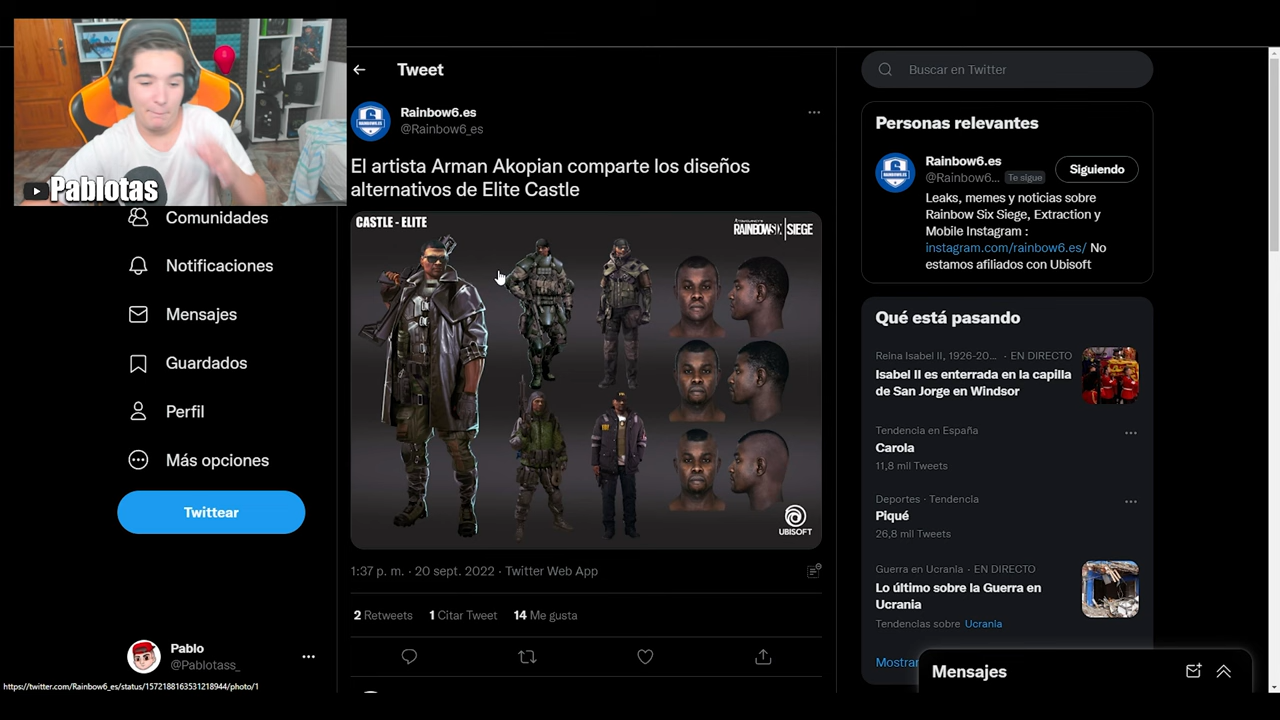 Pablotas
Comunidades
Notificaciones
Mensajes
Guardados
Perfil
Más opciones
Twittear
Pablo
@Pablotass_
https://twitter.com/Rainbow6_es/status/1572188163531218944/photo/1
Tweet
Rainbow6.es
@Rainbow6_es
El artista Arman Akopian comparte los diseños
alternativos de Elite Castle
CASTLE - ELITE
RAINBOW SIX | SIEGE
UBISOFT
1:37 p. m. · 20 sept. 2022 · Twitter Web App
2 Retweets 1 Citar Tweet 14 Me gusta
Buscar en Twitter
Personas relevantes
Rainbow6.es
@Rainbow6... Te sigue
Siguiendo
Leaks, memes y noticias sobre
Rainbow Six Siege, Extraction y
Mobile Instagram :
instagram.com/rainbow6.es/ No
estamos afiliados con Ubisoft
Qué está pasando
Reina Isabel II, 1926-20... · EN DIRECTO
Isabel II es enterrada en la capilla
de San Jorge en Windsor
Tendencia en España
Carola
11,8 mil Tweets
Deportes · Tendencia
Piqué
26,8 mil Tweets
Guerra en Ucrania · EN DIRECTO
Lo último sobre la Guerra en
Ucrania
Tendencias sobre Ucrania
Mostrar
Mensajes